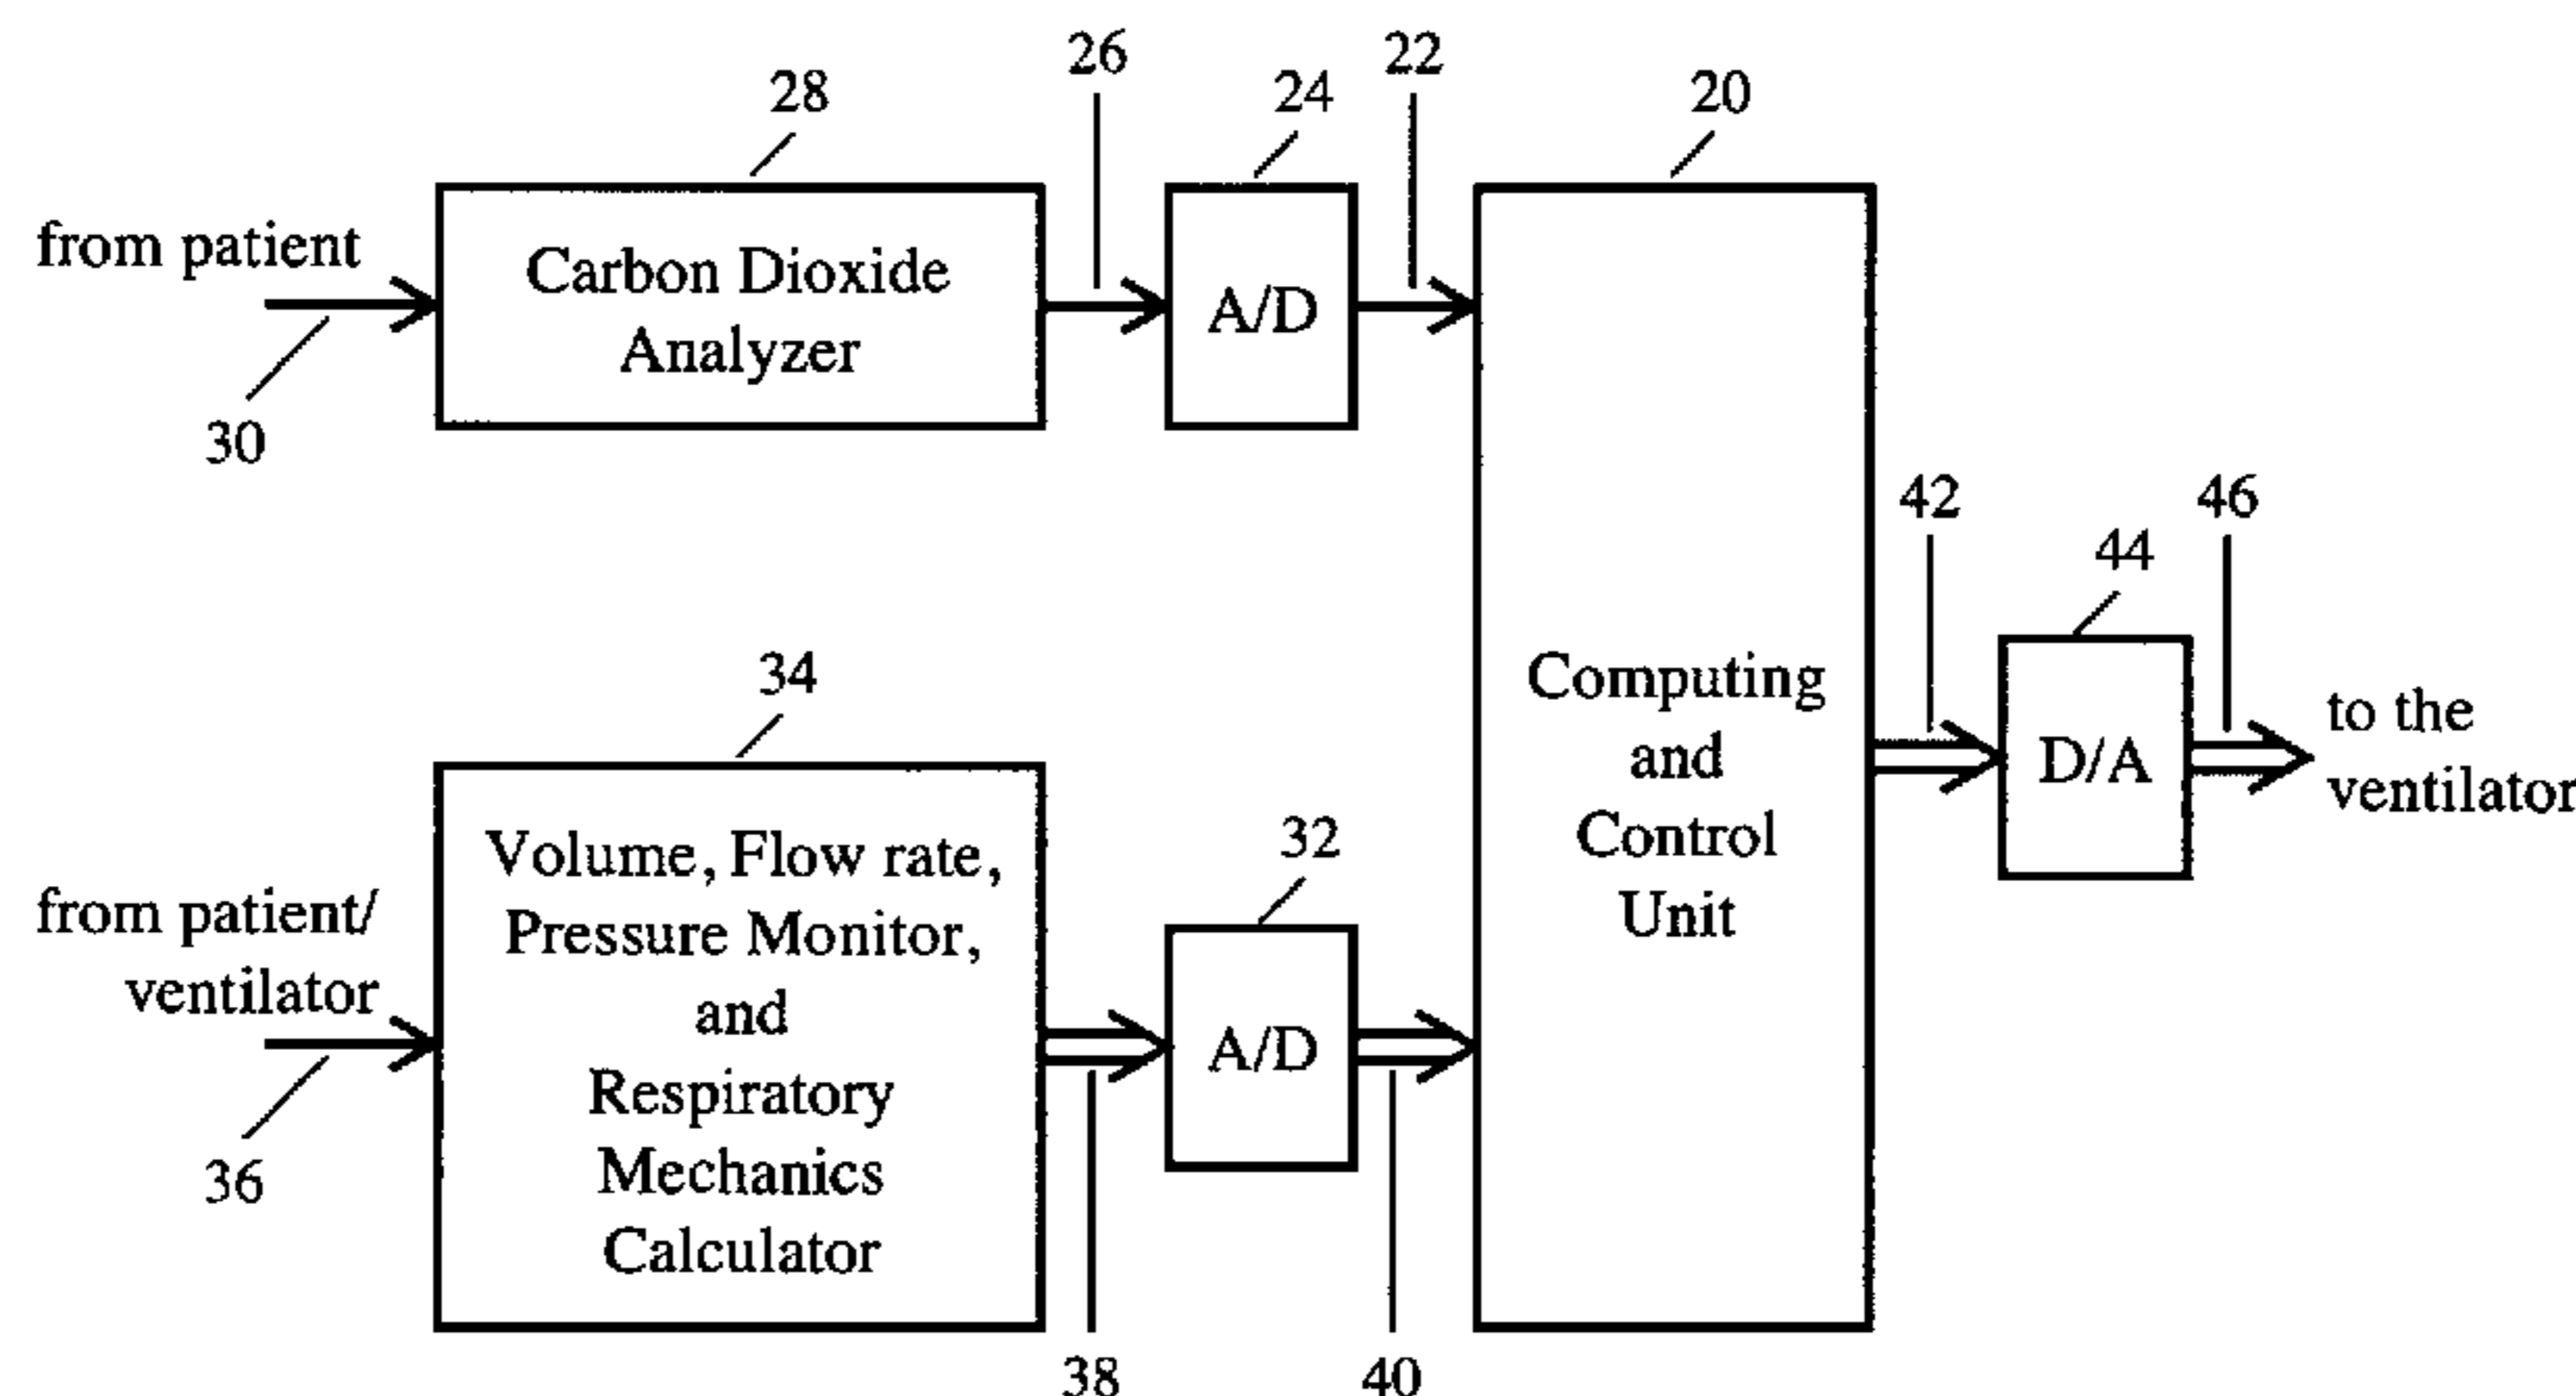 26
22
28
24
20
from patient
Carbon Dioxide
Analyzer
A/D
30
42
46
44
34
Computing
and
Control
Unit
D/A
to the
ventilator
32
Volume, Flow rate,
Pressure Monitor,
and
Respiratory
Mechanics
Calculator
from patient/
ventilator
A/D
36
38
40